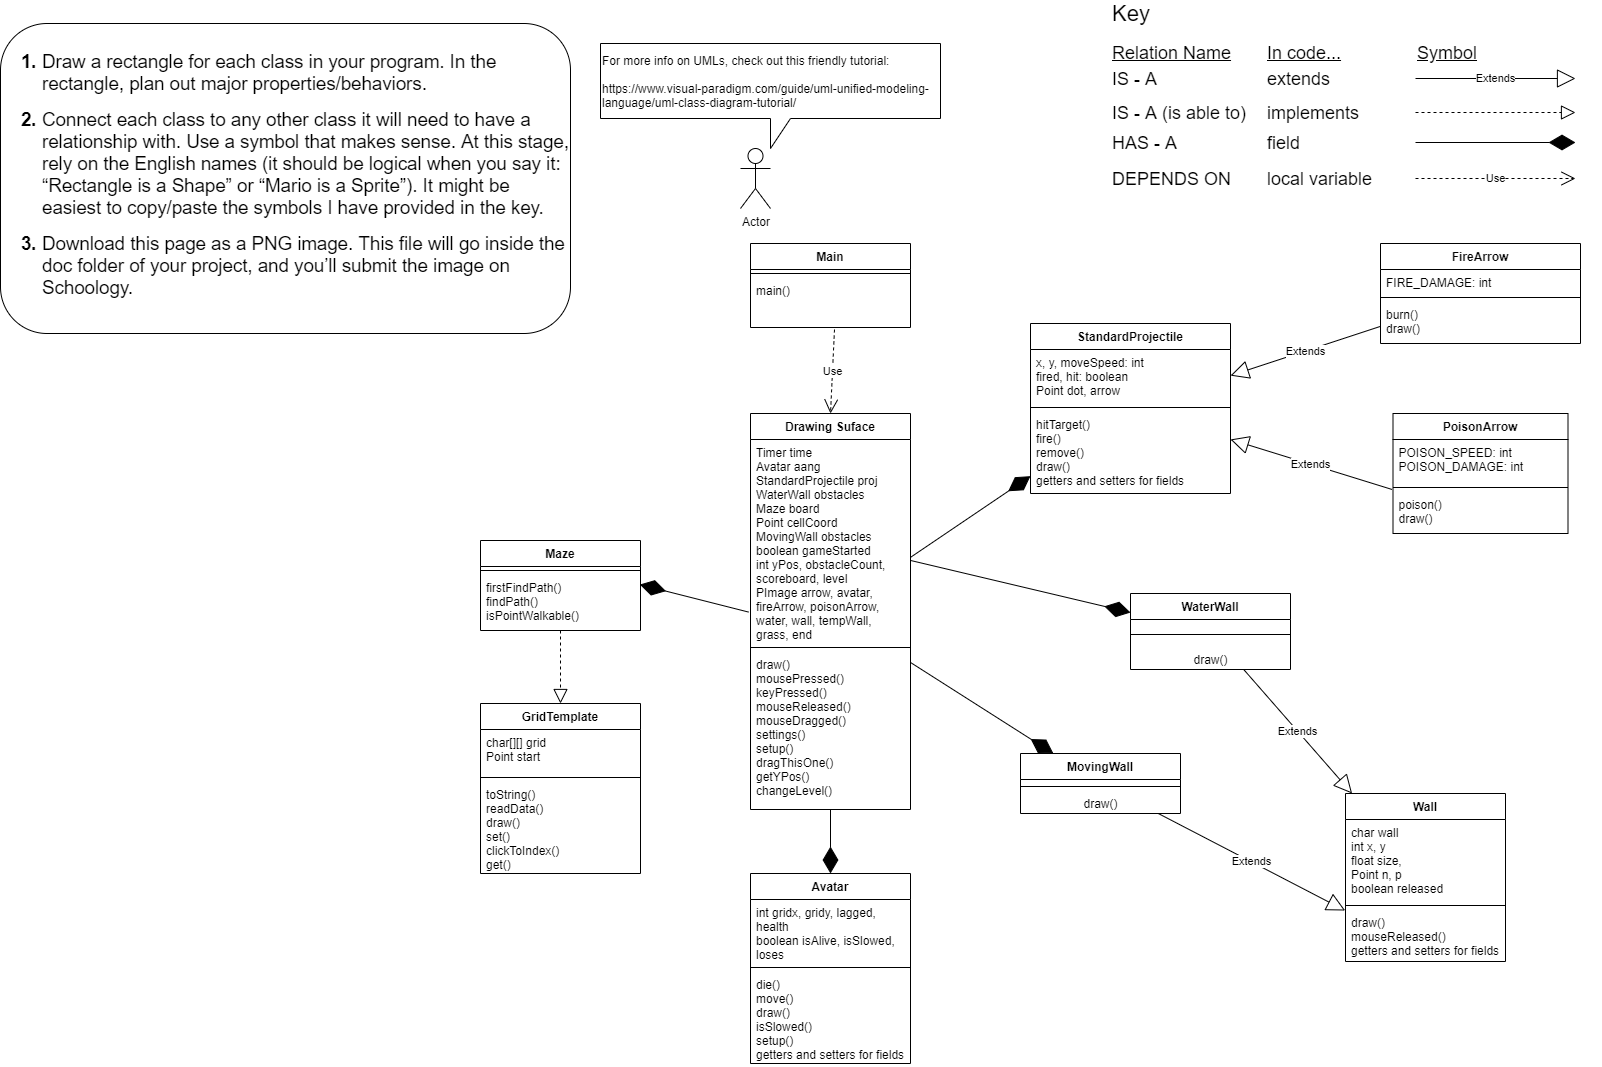 1. Draw a rectangle for each class in your program. In the
rectangle, plan out major properties/behaviors.
2. Connect each class to any other class it will need to have a
relationship with. Use a symbol that makes sense. At this stage,
rely on the English names (it should be logical when you say it:
“Rectangle is a Shape” or “Mario is a Sprite”). It might be
easiest to copy/paste the symbols I have provided in the key.
3. Download this page as a PNG image. This file will go inside the
doc folder of your project, and you’ll submit the image on
Schoology.
For more info on UMLs, check out this friendly tutorial:
https://www.visual-paradigm.com/guide/uml-unified-modeling-
language/uml-class-diagram-tutorial/
Actor
Key
Relation Name In code... Symbol
IS - A extends Extends
IS - A (is able to) implements
HAS - A field
DEPENDS ON local variable Use
Main
main()
Use
Drawing Suface
Timer time
Avatar aang
StandardProjectile proj
WaterWall obstacles
Maze board
Point cellCoord
MovingWall obstacles
boolean gameStarted
int yPos, obstacleCount,
scoreboard, level
PImage arrow, avatar,
fireArrow, poisonArrow,
water, wall, tempWall,
grass, end
draw()
mousePressed()
keyPressed()
mouseReleased()
mouseDragged()
settings()
setup()
dragThisOne()
getYPos()
changeLevel()
StandardProjectile
x, y, moveSpeed: int
fired, hit: boolean
Point dot, arrow
hitTarget()
fire()
remove()
draw()
getters and setters for fields
Extends
FireArrow
FIRE_DAMAGE: int
burn()
draw()
Extends
PoisonArrow
POISON_SPEED: int
POISON_DAMAGE: int
poison()
draw()
Maze
firstFindPath()
findPath()
isPointWalkable()
GridTemplate
char[][] grid
Point start
toString()
readData()
draw()
set()
clickToIndex()
get()
WaterWall
draw()
Extends
MovingWall
draw()
Extends
Wall
char wall
int x, y
float size,
Point n, p
boolean released
draw()
mouseReleased()
getters and setters for fields
Avatar
int gridx, gridy, lagged,
health
boolean isAlive, isSlowed,
loses
die()
move()
draw()
isSlowed()
setup()
getters and setters for fields